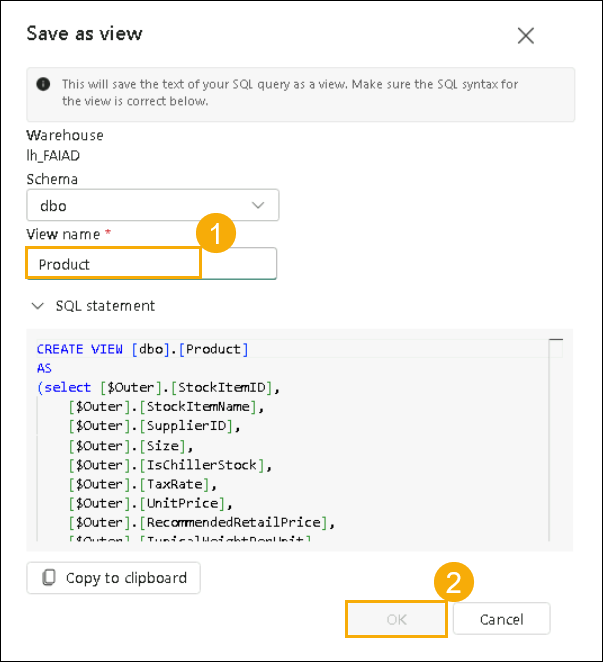 Save as view
This will save the text of your SQL query as a view. Make sure the SQL syntax for
the view is correct below.
Warehouse
lh_FAIAD
Schema
dbo
View name *
1
Product
SQL statement
CREATE VIEW [dbo].[Product]
AS
(select [$Outer].[StockItemID],
[$Outer].[StockItemName],
[$Outer].[SupplierID],
[$Outer].[Size],
[$Outer].[IsChillerStock],
[$Outer].[TaxRate],
[$Outer].[UnitPrice],
[$Outer].[RecommendedRetailPrice],
[$Outer].[TypicalWeightPerUnit]
Copy to clipboard
2
OK
Cancel